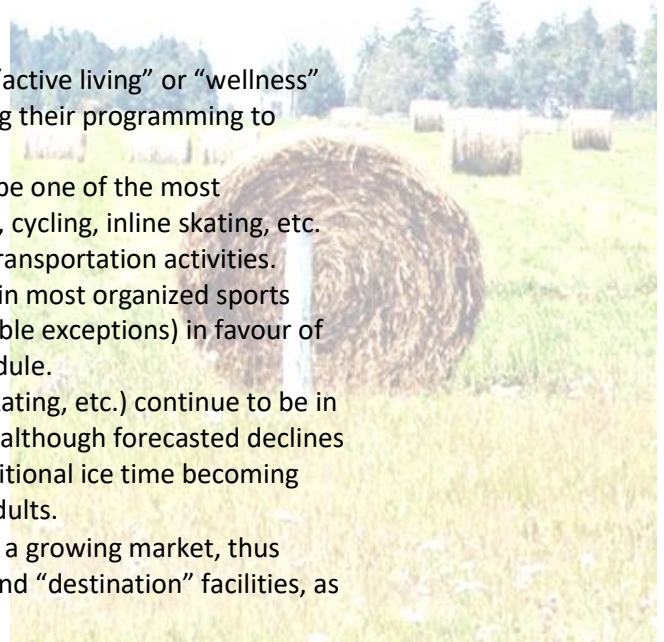 active living” or “wellness”
g their programming to
be one of the most
, cycling, inline skating, etc.
ransportation activities.
in most organized sports
ble exceptions) in favour of
dule.
ating, etc.) continue to be in
although forecasted declines
itional ice time becoming
dults.
a growing market, thus
nd “destination” facilities, as